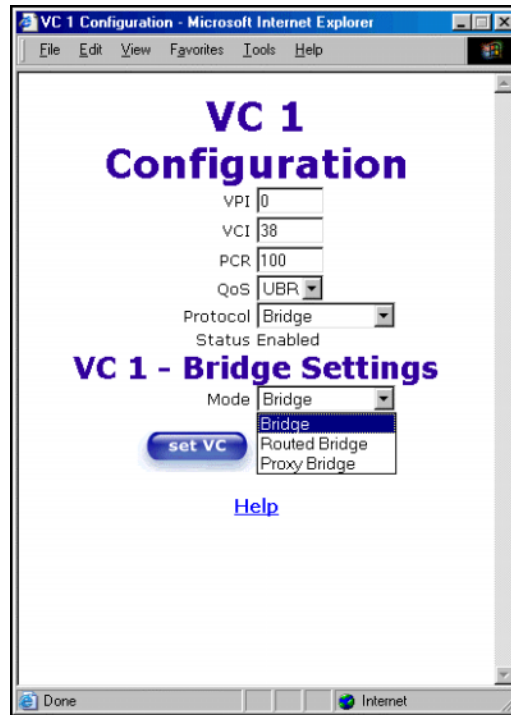 VC 1 Configuration - Microsoft Internet Explorer
File Edit View Favorites Tools Help
VC 1
Configuration
VPI 0
VCI 38
PCR 100
QoS UBR
Protocol Bridge
Status Enabled
VC 1 - Bridge Settings
Mode Bridge
Bridge
set VC Routed Bridge
Proxy Bridge
Help
Done Internet